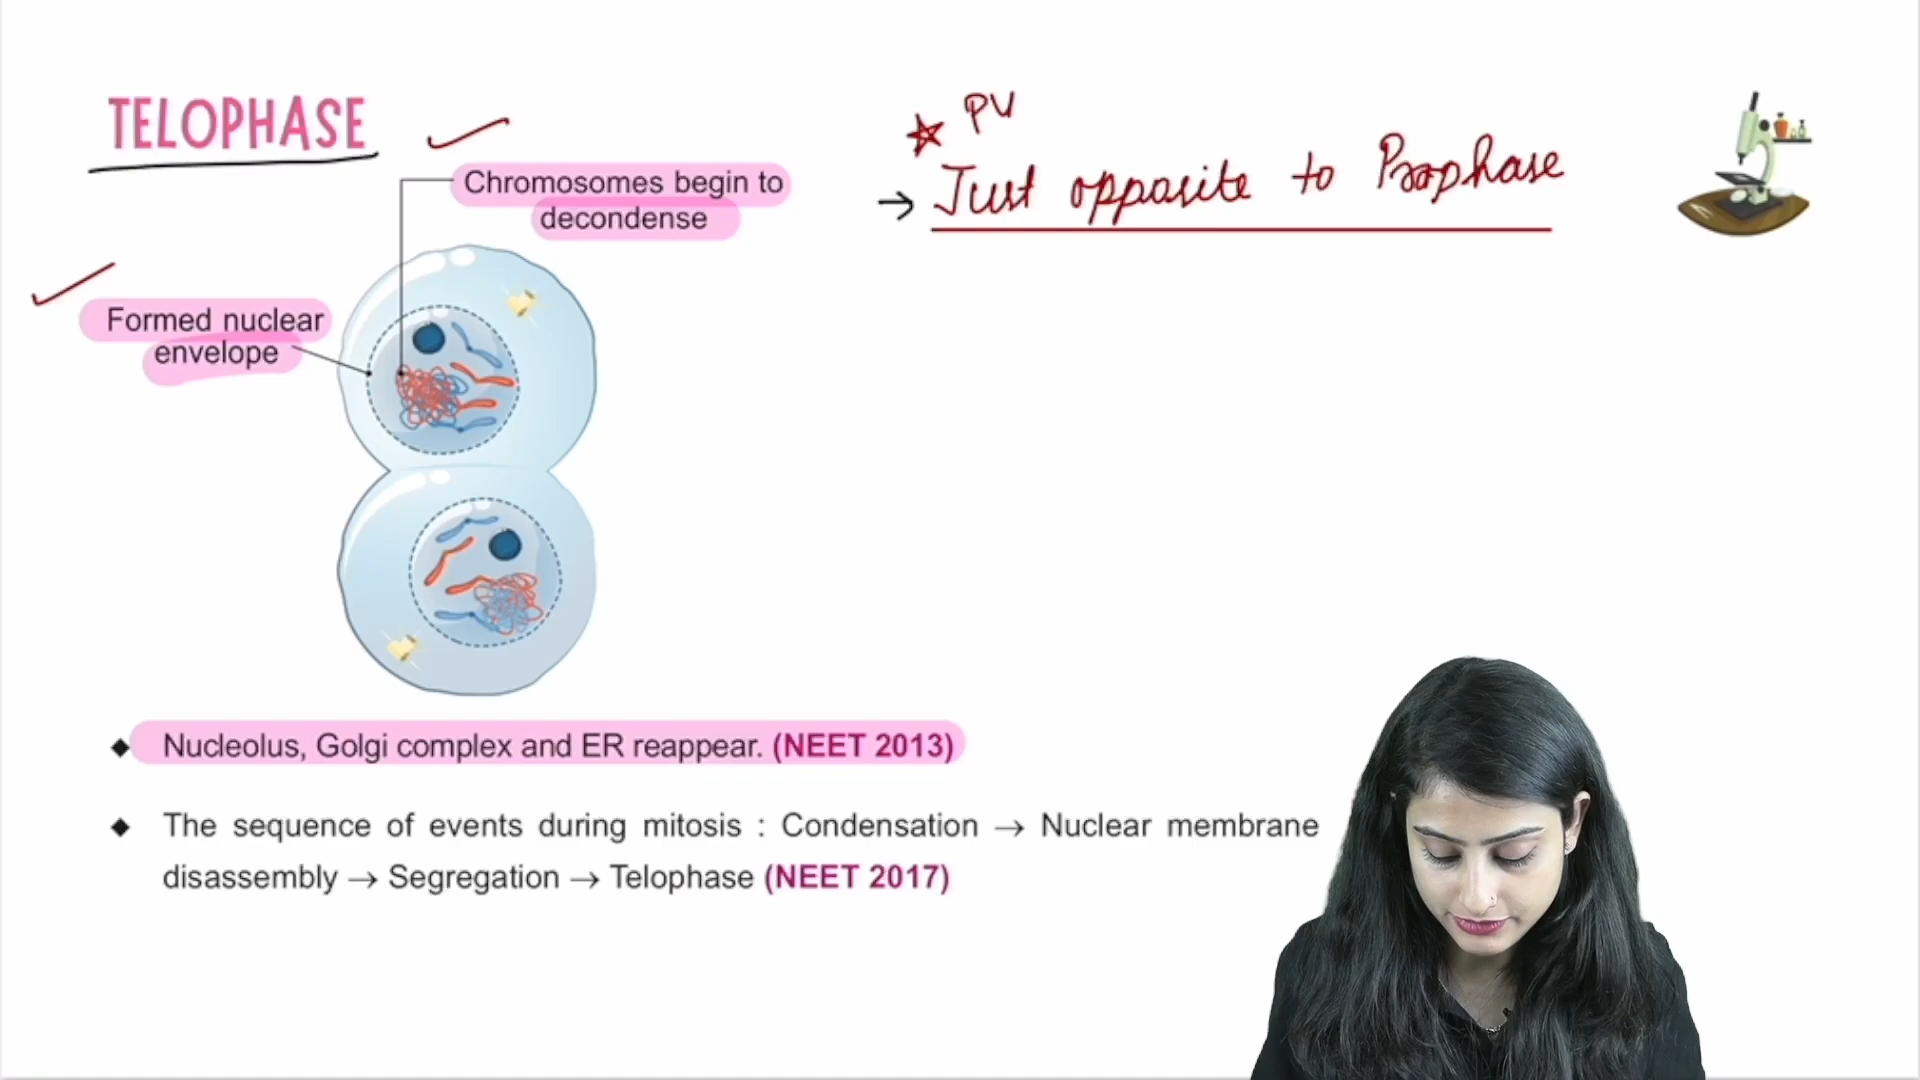 TELOPHASE
PV
Just opposite to Prophase
Chromosomes begin to
decondense
Formed nuclear
envelope
◆ Nucleolus, Golgi complex and ER reappear. (NEET 2013)
◆ The sequence of events during mitosis : Condensation → Nuclear membrane
disassembly → Segregation → Telophase (NEET 2017)